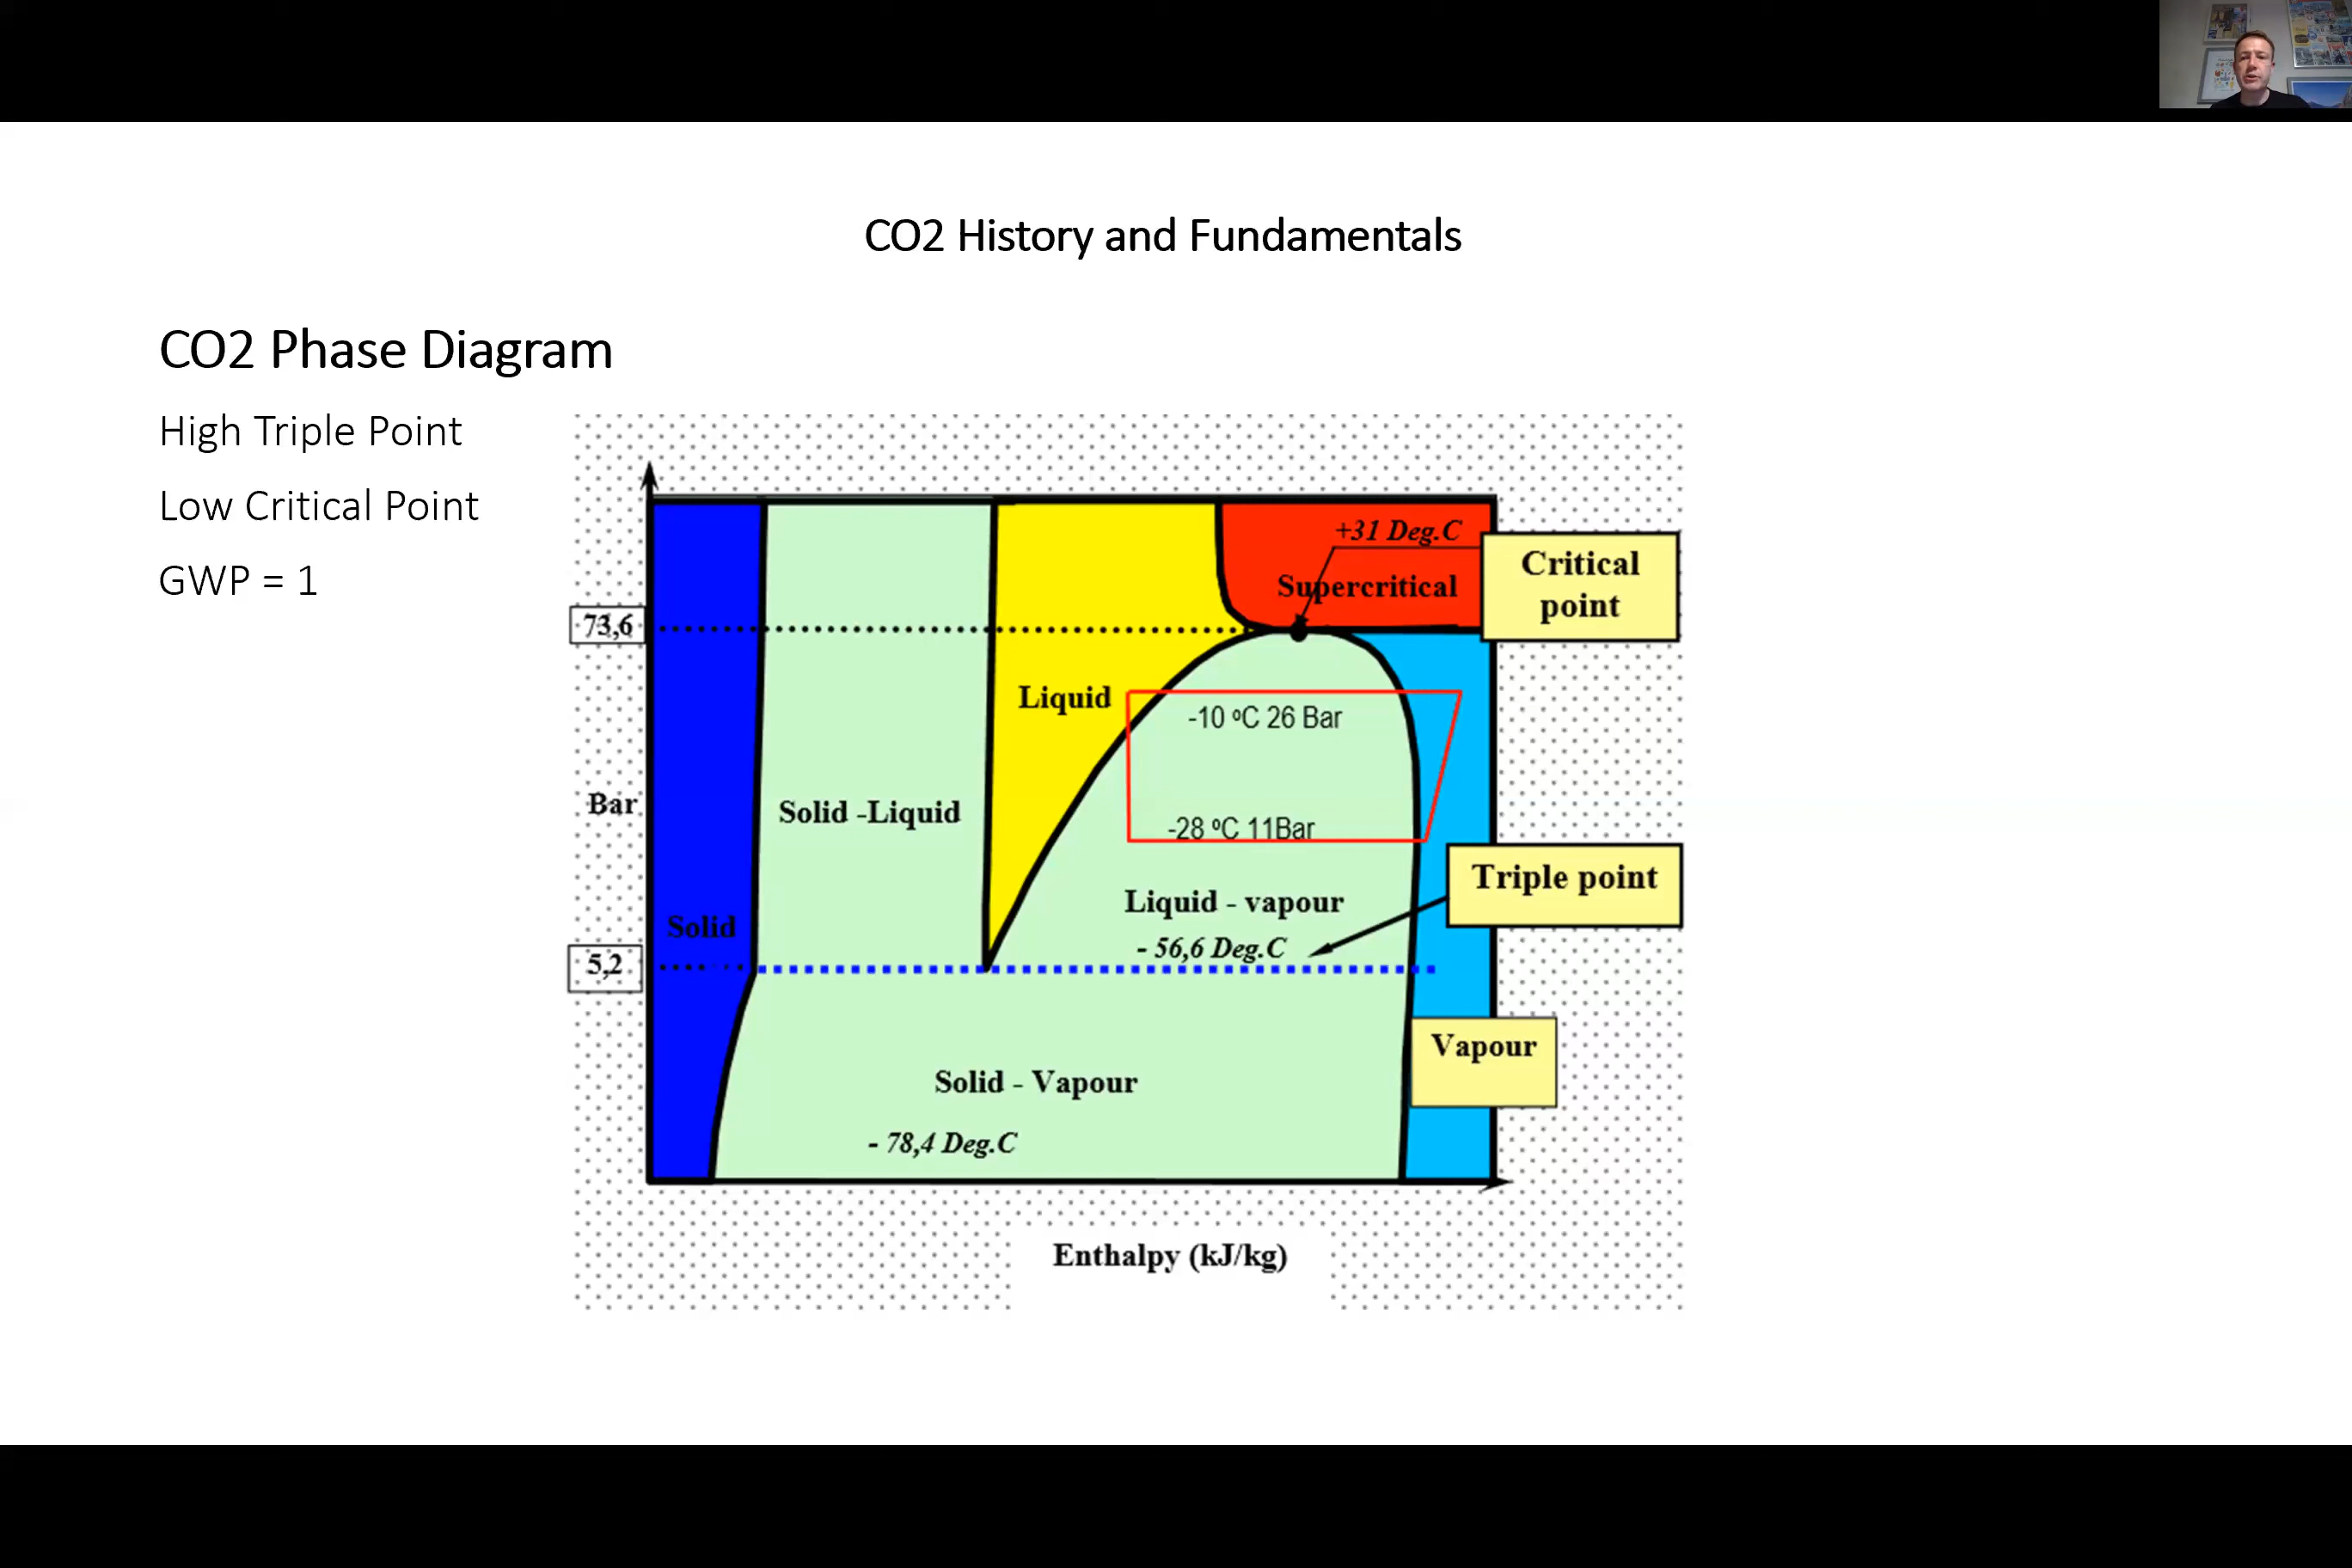 CO2 History and Fundamentals
CO2 Phase Diagram
High Triple Point
Low Critical Point
GWP = 1
+31 Deg.C
Critical
point
Supercritical
73,6
Liquid
-10 ºC 26 Bar
Bar
Solid -Liquid
-28 ºC 11Bar
Triple point
Liquid - vapour
Solid
- 56,6 Deg.C
5,2
Vapour
Solid - Vapour
- 78,4 Deg.C
Enthalpy (kJ/kg)